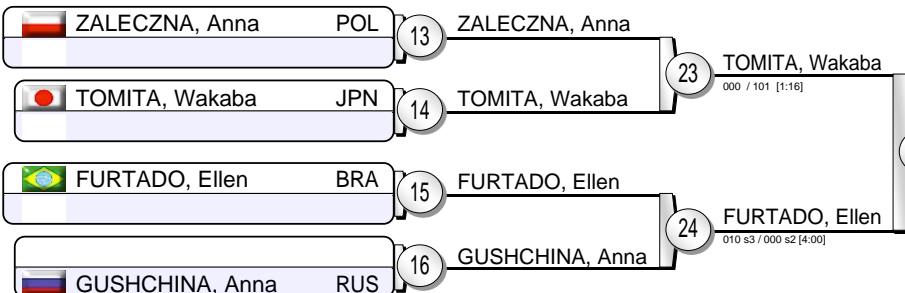 ZALECZNA, Anna POL
13
ZALECZNA, Anna
23
TOMITA, Wakaba
000 / 101 [1:16]
TOMITA, Wakaba JPN
14
TOMITA, Wakaba
FURTADO, Ellen BRA
15
FURTADO, Ellen
24
FURTADO, Ellen
010 s3 / 000 s2 [4:00]
GUSHCHINA, Anna RUS
16
GUSHCHINA, Anna